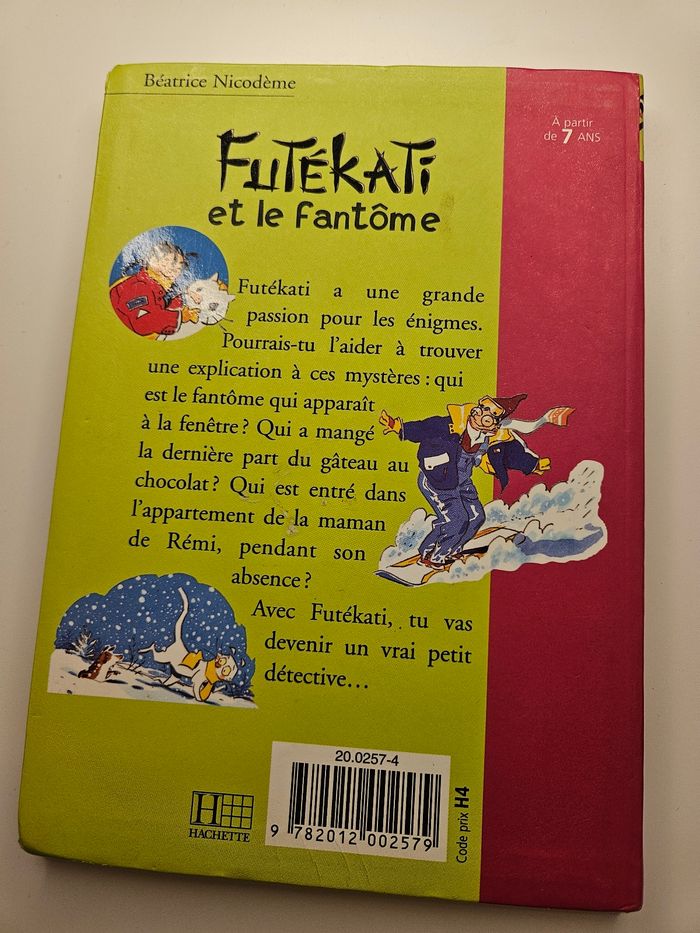 Béatrice Nicodème
À partir
de 7 ANS
FUTÉKATI
et le fantôme
Futékati a une grande
passion pour les énigmes.
Pourrais-tu l'aider à trouver
une explication à ces mystères : qui
est le fantôme qui apparaît
à la fenêtre ? Qui a mangé
la dernière part du gâteau au
chocolat ? Qui est entré dans
l'appartement de la maman
de Rémi, pendant son
absence ?
Avec Futékati, tu vas
devenir un vrai petit
détective...
20.0257-4
H
HACHETTE
9 782012 002579
Code prix H4